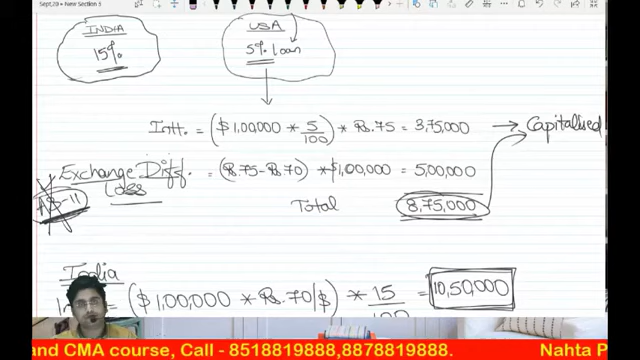 Sept,20 » New Section 3
INDIA
15%
USA
5% loan
Intt. = ($1,00,000 * 5/100) * Rs.75 = 3,75,000 → Capitalised
Exchange Diff. = (Rs.75-Rs.70) *$1,00,000 = 5,00,000
Loss
AS-11
Total 8,75,000
India
= ($1,00,000 * Rs.70/$) * 15/100 = 10,50,000
and CMA course, Call - 8518819888,8878819888. Nahta P